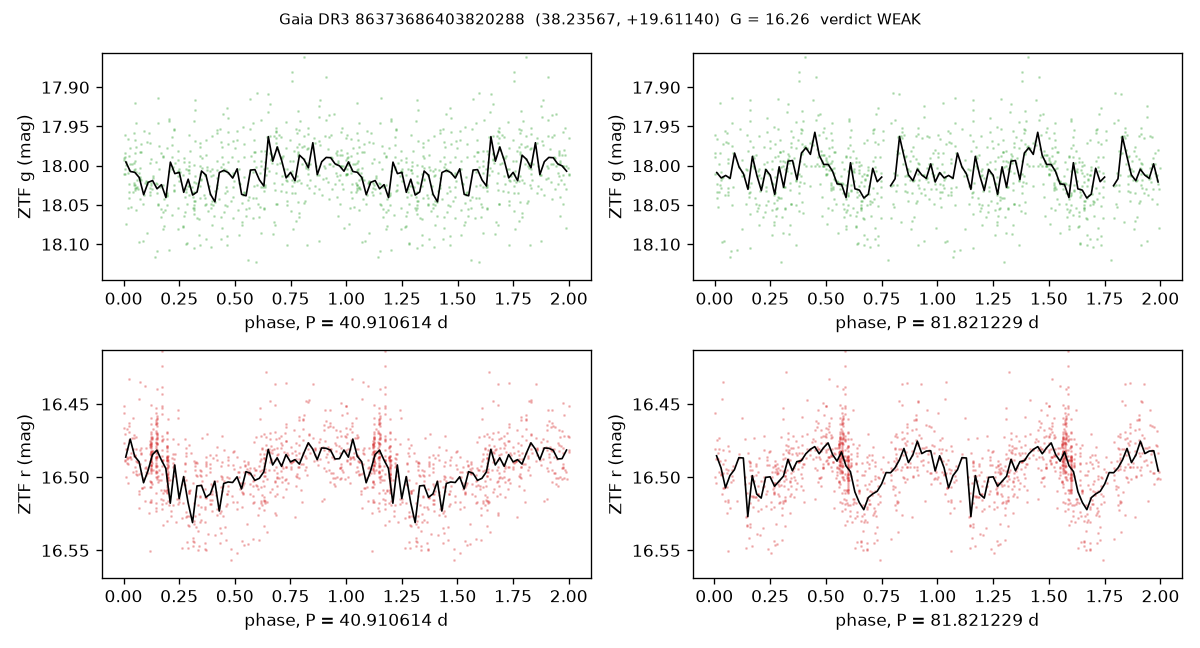 Gaia DR3 86373686403820288 (38.23567, +19.61140) G = 16.26 verdict WEAK
ZTF g (mag)
17.90
17.95
18.00
18.05
18.10
0.00 0.25 0.50 0.75 1.00 1.25 1.50 1.75 2.00
phase, P = 40.910614 d
ZTF g (mag)
17.90
17.95
18.00
18.05
18.10
0.00 0.25 0.50 0.75 1.00 1.25 1.50 1.75 2.00
phase, P = 81.821229 d
ZTF r (mag)
16.45
16.50
16.55
0.00 0.25 0.50 0.75 1.00 1.25 1.50 1.75 2.00
phase, P = 40.910614 d
ZTF r (mag)
16.45
16.50
16.55
0.00 0.25 0.50 0.75 1.00 1.25 1.50 1.75 2.00
phase, P = 81.821229 d